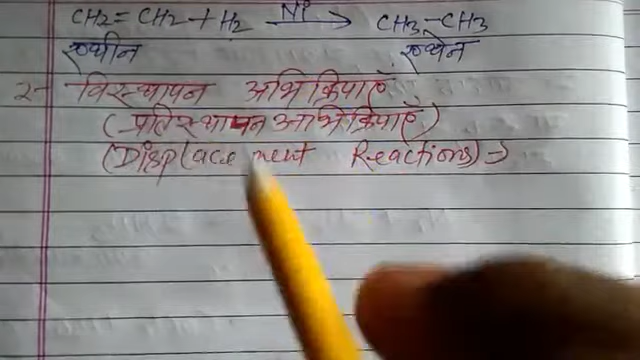 CH2=CH2+H2 Ni→ CH3-CH3
एथीन एथेन
2- विस्थापन अभिक्रियाएँ
(प्रतिस्थापन अभिक्रियाएँ)
(Displacement Reactions)⇒